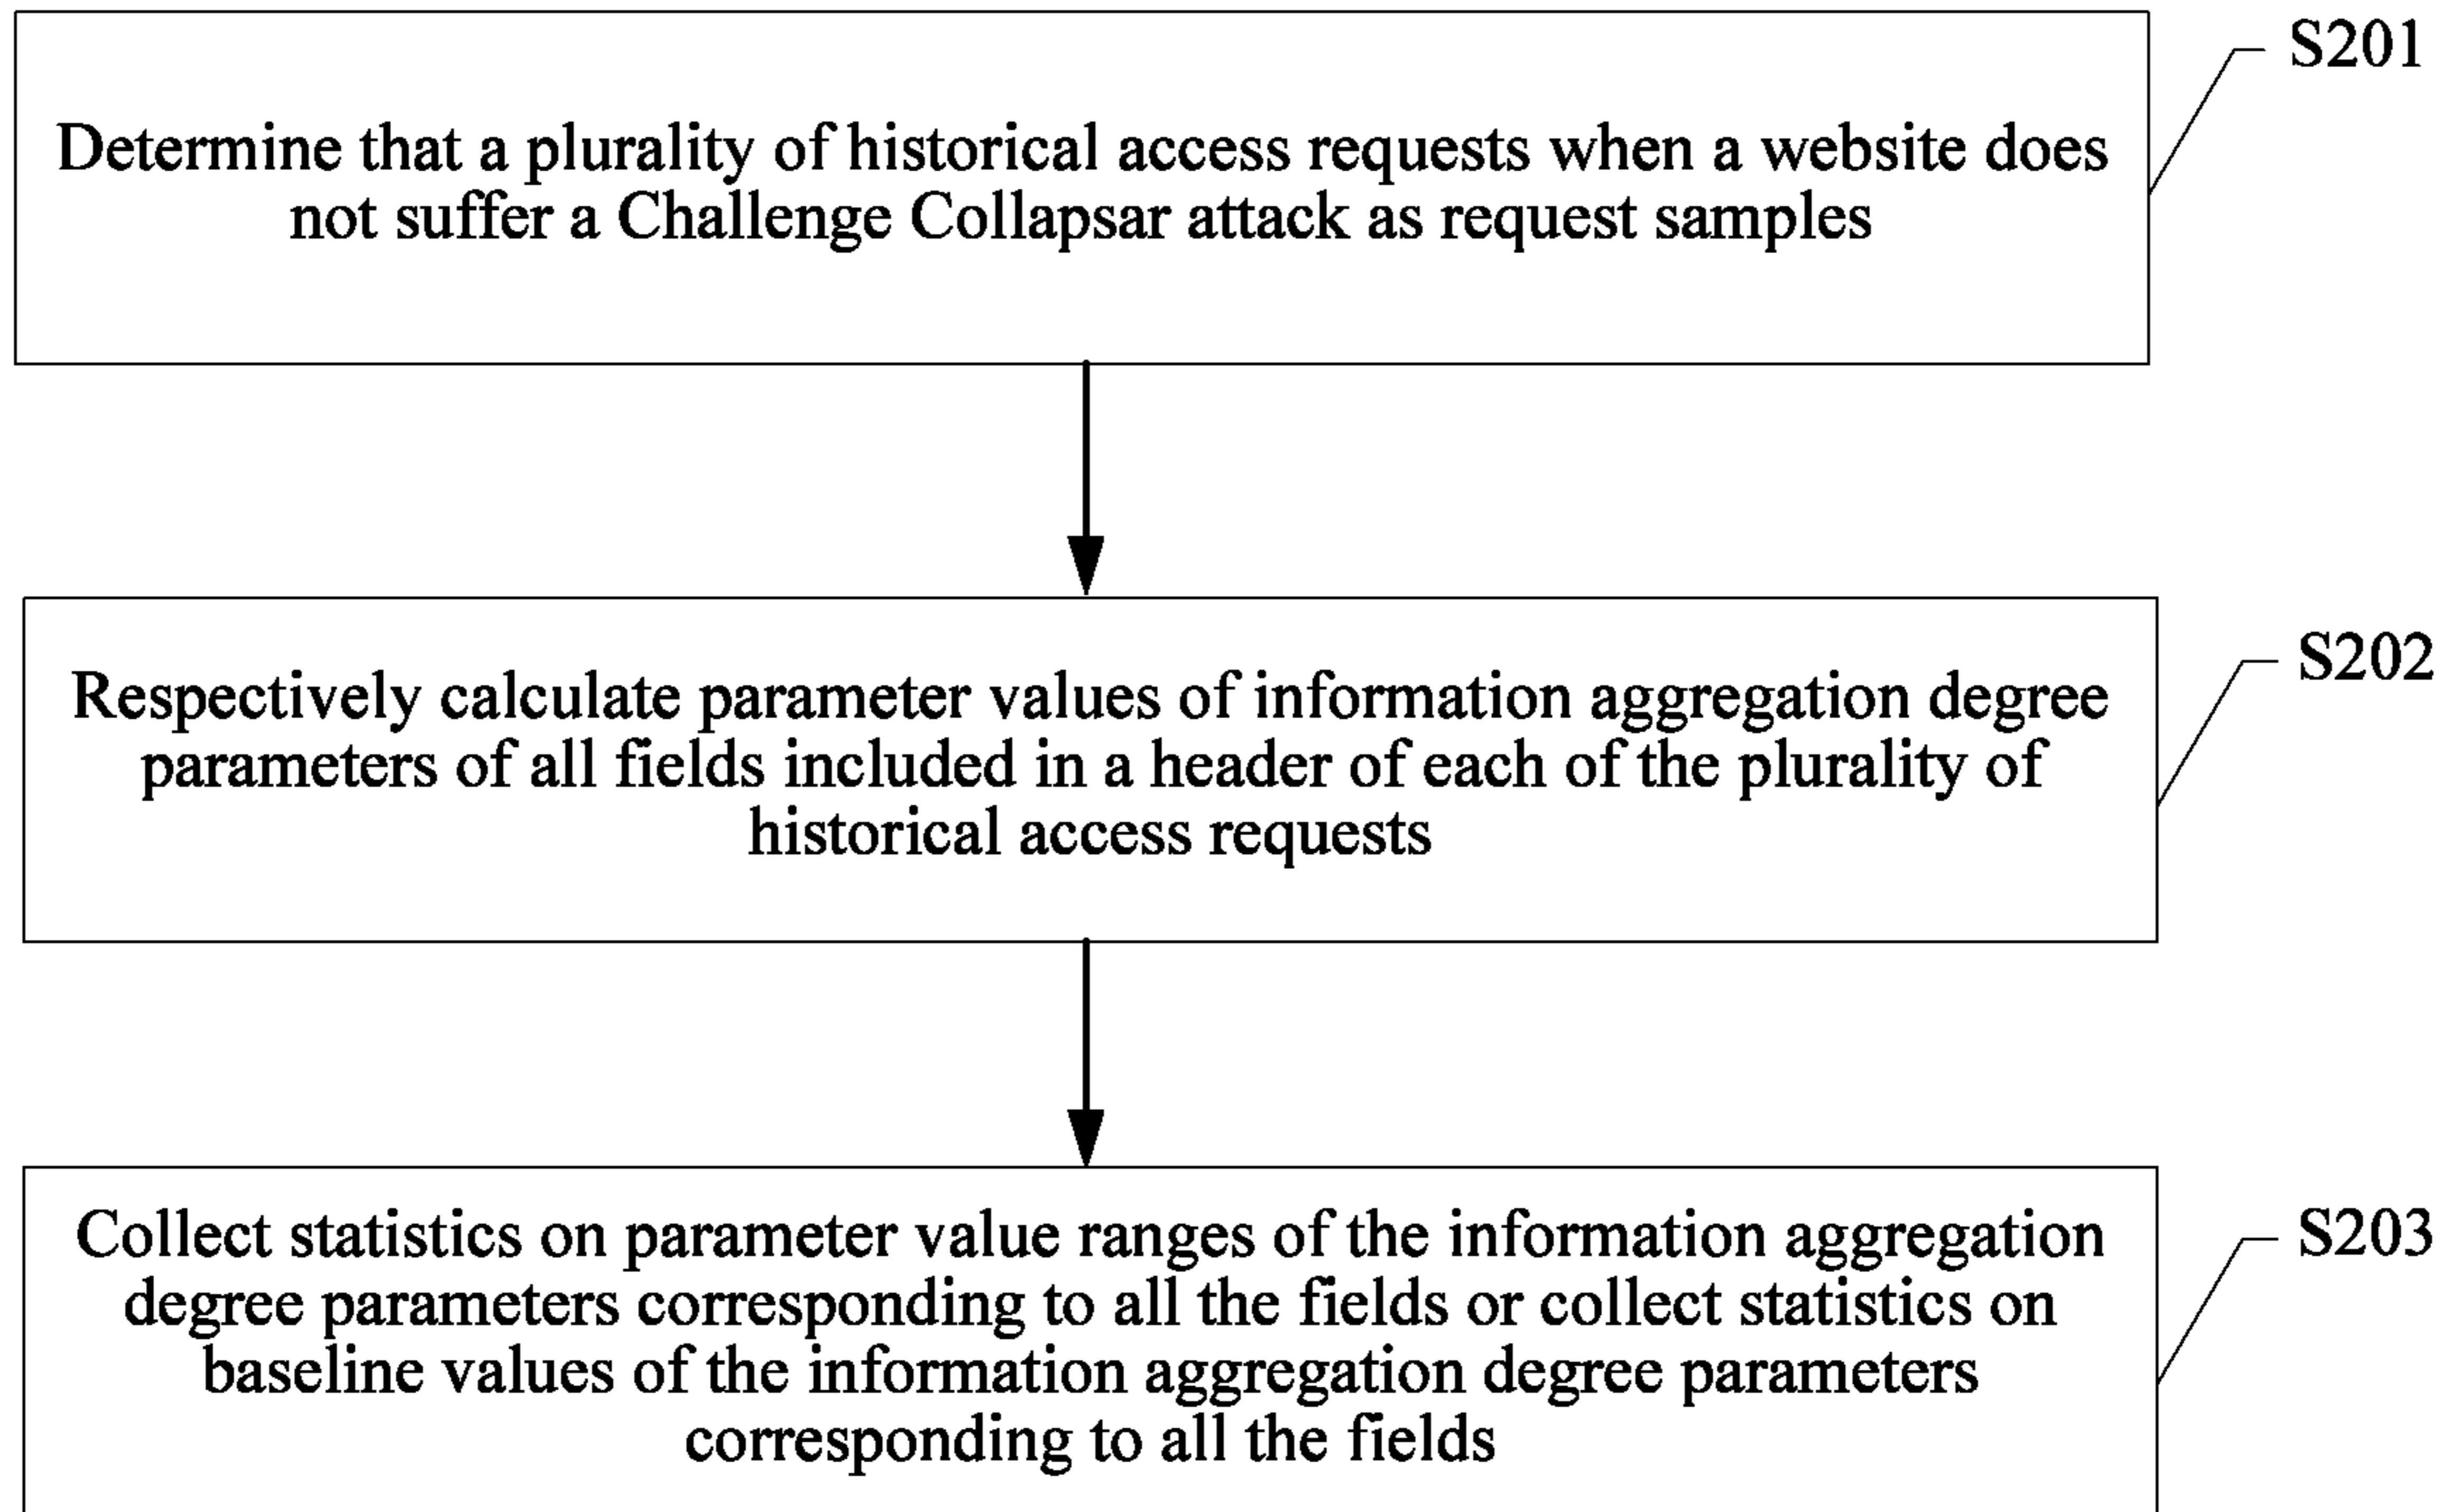 S201
Determine that a plurality of historical access requests when a website does
not suffer a Challenge Collapsar attack as request samples
S202
Respectively calculate parameter values of information aggregation degree
parameters of all fields included in a header of each of the plurality of
historical access requests
S203
Collect statistics on parameter value ranges of the information aggregation
degree parameters corresponding to all the fields or collect statistics on
baseline values of the information aggregation degree parameters
corresponding to all the fields